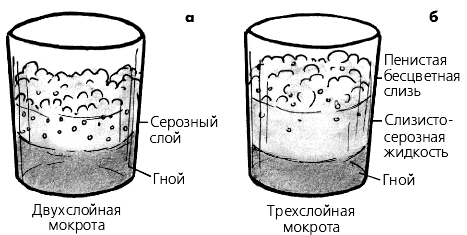 а
Серозный
слой
Гной
Двухслойная
мокрота
б
Пенистая
бесцветная
слизь
Слизисто-
серозная
жидкость
Гной
Трехслойная
мокрота